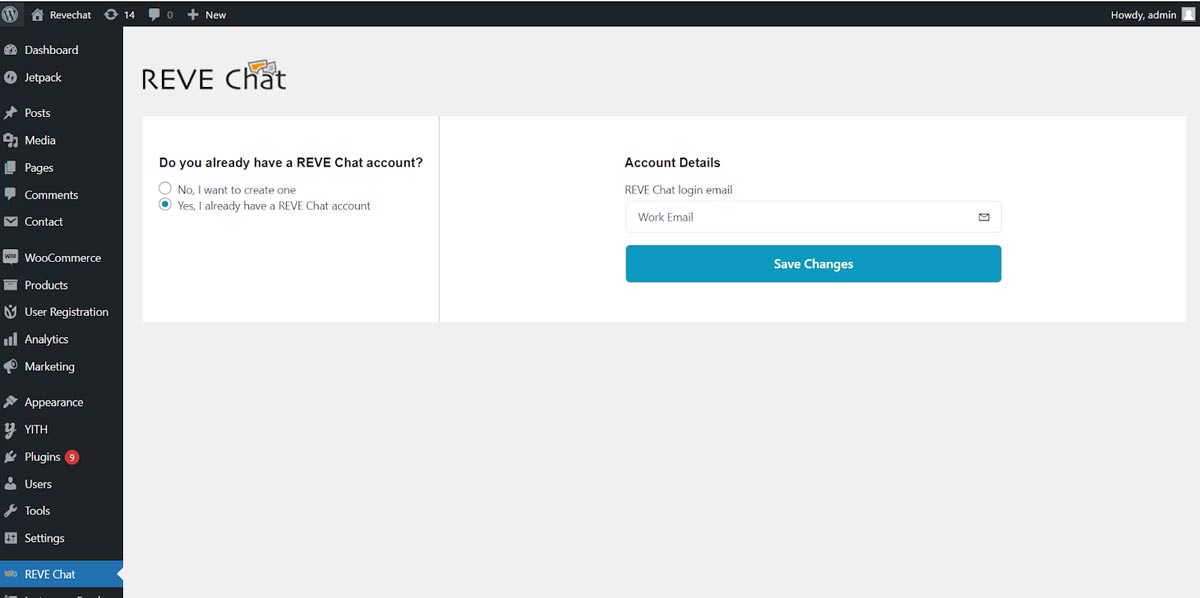 Revechat 14 0 New
Howdy, admin
Dashboard
Jetpack
Posts
Media
Pages
Comments
Contact
Woo WooCommerce
Products
User Registration
Analytics
Marketing
Appearance
YITH
Plugins 9
Users
Tools
Settings
REVE Chat
REVE Chat
Do you already have a REVE Chat account?
No, I want to create one
Yes, I already have a REVE Chat account
Account Details
REVE Chat login email
Work Email
Save Changes